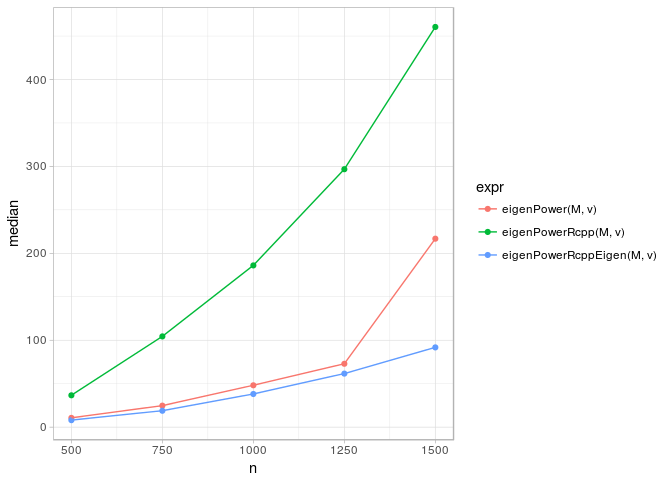 400
300
200
100
0
median
500 750 1000 1250 1500
n
expr
eigenPower(M, v)
eigenPowerRcpp(M, v)
eigenPowerRcppEigen(M, v)